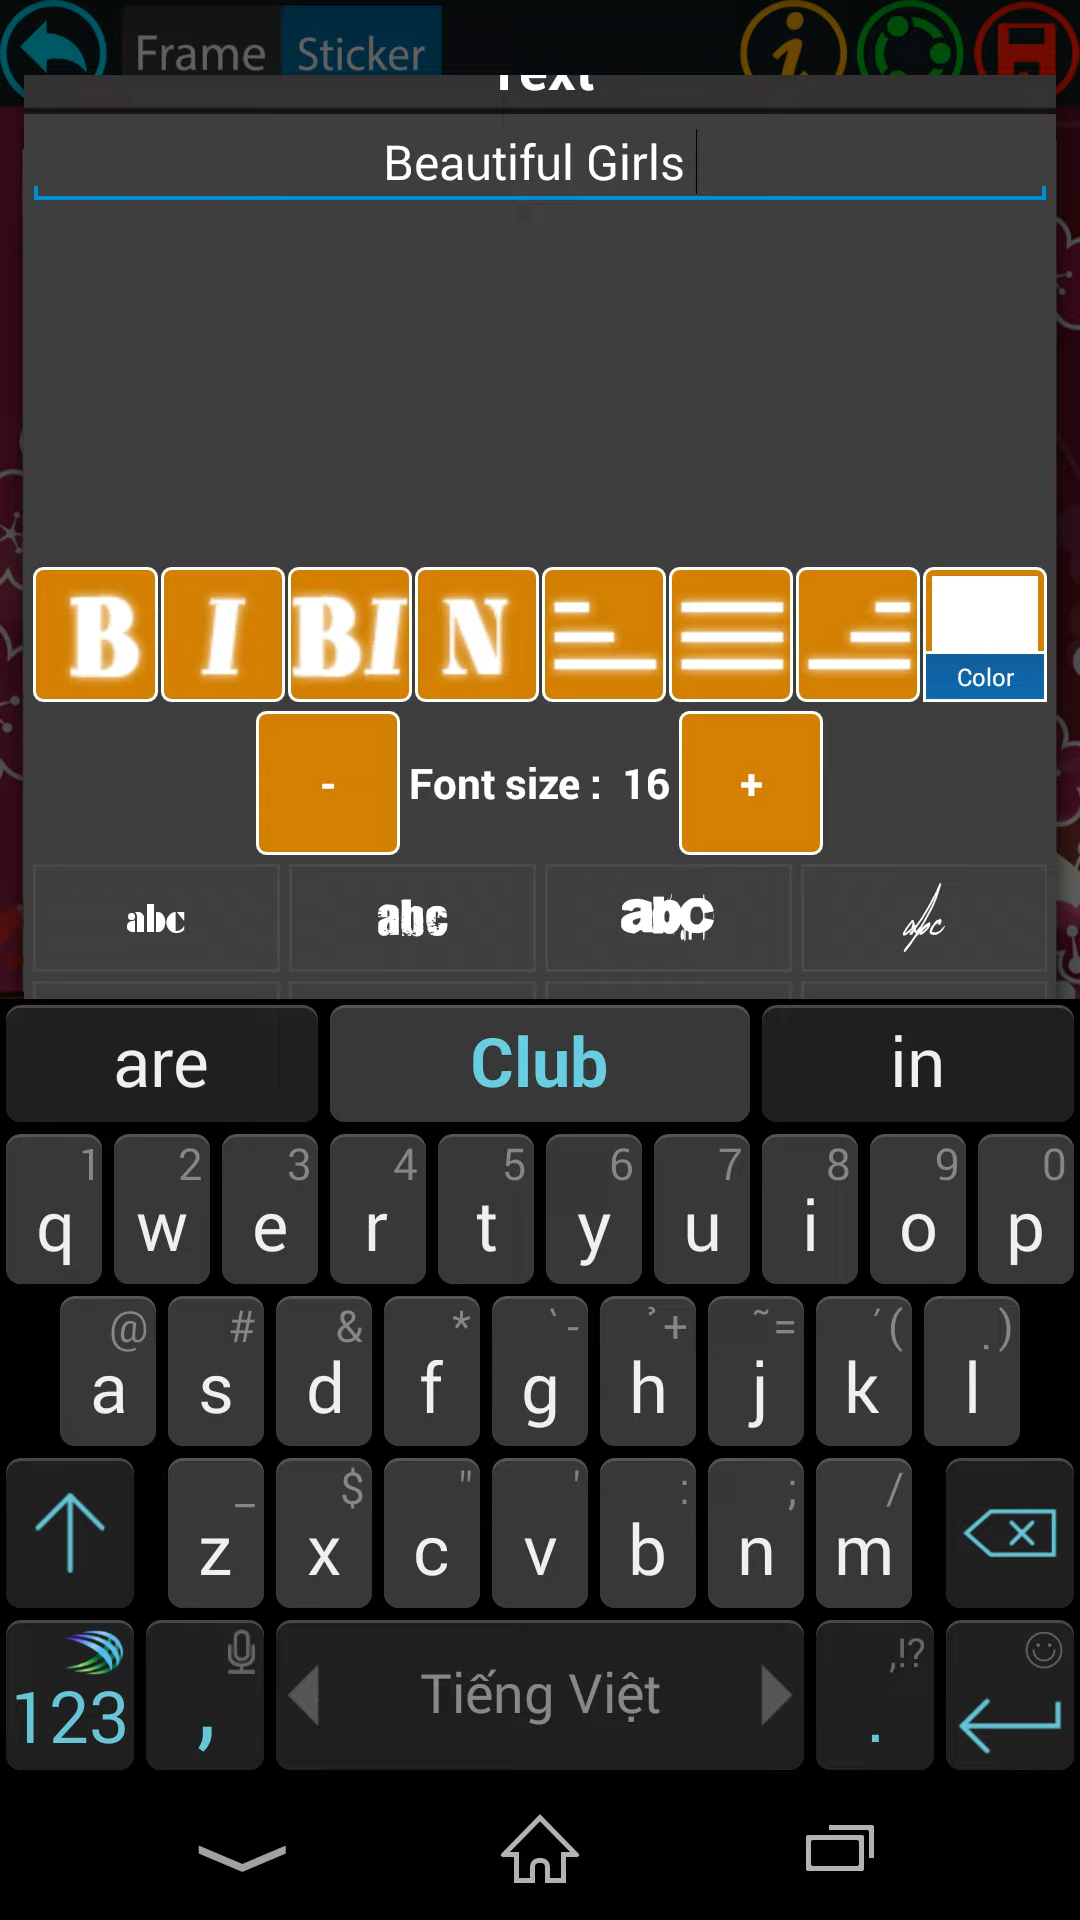 Frame Sticker
Text
Beautiful Girls
B I BI N
Color
- Font size : 16 +
abc abc abc abc
are Club in
1 2 3 4 5 6 7 8 9 0
q w e r t y u i o p
@ # & * ` - ̉ + ~ = ´ ( . )
a s d f g h j k l
_ $ " ' : ; /
z x c v b n m
,!?
123 , Tiếng Việt .